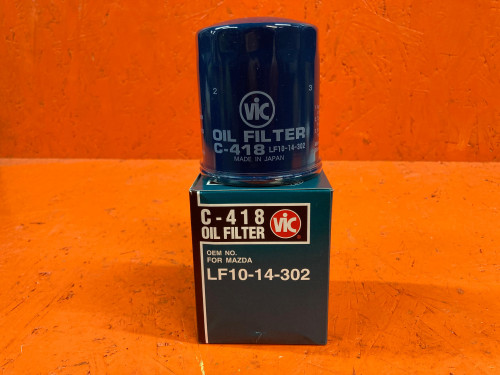 2 3
VIC
OIL FILTER
C-418 LF10-14-302
MADE IN JAPAN
C-418
OIL FILTER
VIC ®
OEM NO.
FOR MAZDA
LF10-14-302